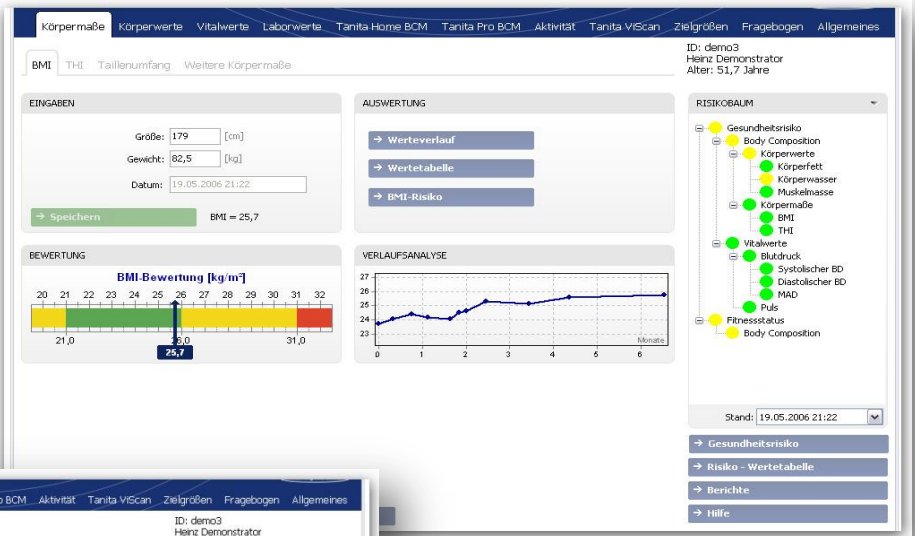 Körpermaße Körperwerte Vitalwerte Laborwerte Tanita Home BCM Tanita Pro BCM Aktivität Tanita ViScan Zielgrößen Fragebogen Allgemeines
ID: demo3
Heinz Demonstrator
Alter: 51,7 Jahre
BMI THI Taillenumfang Weitere Körpermaße
EINGABEN
Größe: 179 [cm]
Gewicht: 82,5 [kg]
Datum: 19.05.2006 21:22
→ Speichern BMI = 25,7
AUSWERTUNG
→ Werteverlauf
→ Wertetabelle
→ BMI-Risiko
BEWERTUNG
BMI-Bewertung [kg/m²]
20 21 22 23 24 25 26 27 28 29 30 31 32
21,0 26,0 31,0
25,7
VERLAUFSANALYSE
27
26
25
24
23
Monate
0 1 2 3 4 5 6
RISIKOBAUM
Gesundheitsrisiko
Body Composition
Körperwerte
Körperfett
Körperwasser
Muskelmasse
Körpermaße
BMI
THI
Vitalwerte
Blutdruck
Systolischer BD
Diastolischer BD
MAD
Puls
Fitnessstatus
Body Composition
Stand: 19.05.2006 21:22
→ Gesundheitsrisiko
→ Risiko - Wertetabelle
→ Berichte
→ Hilfe
BCM Aktivität Tanita ViScan Zielgrößen Fragebogen Allgemeines
ID: demo3
Heinz Demonstrator